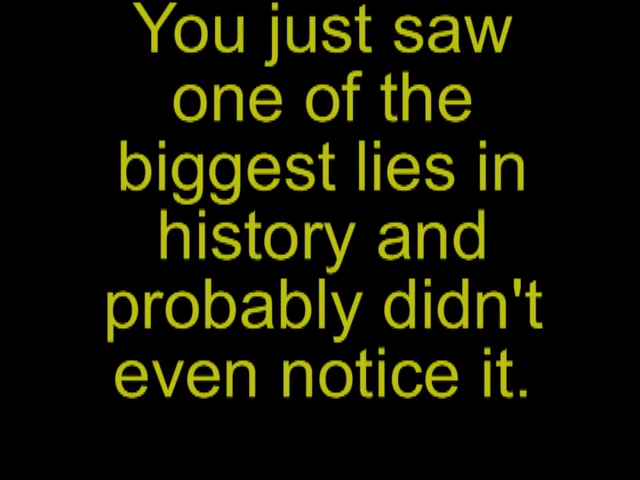 You just saw
one of the
biggest lies in
history and
probably didn't
even notice it.